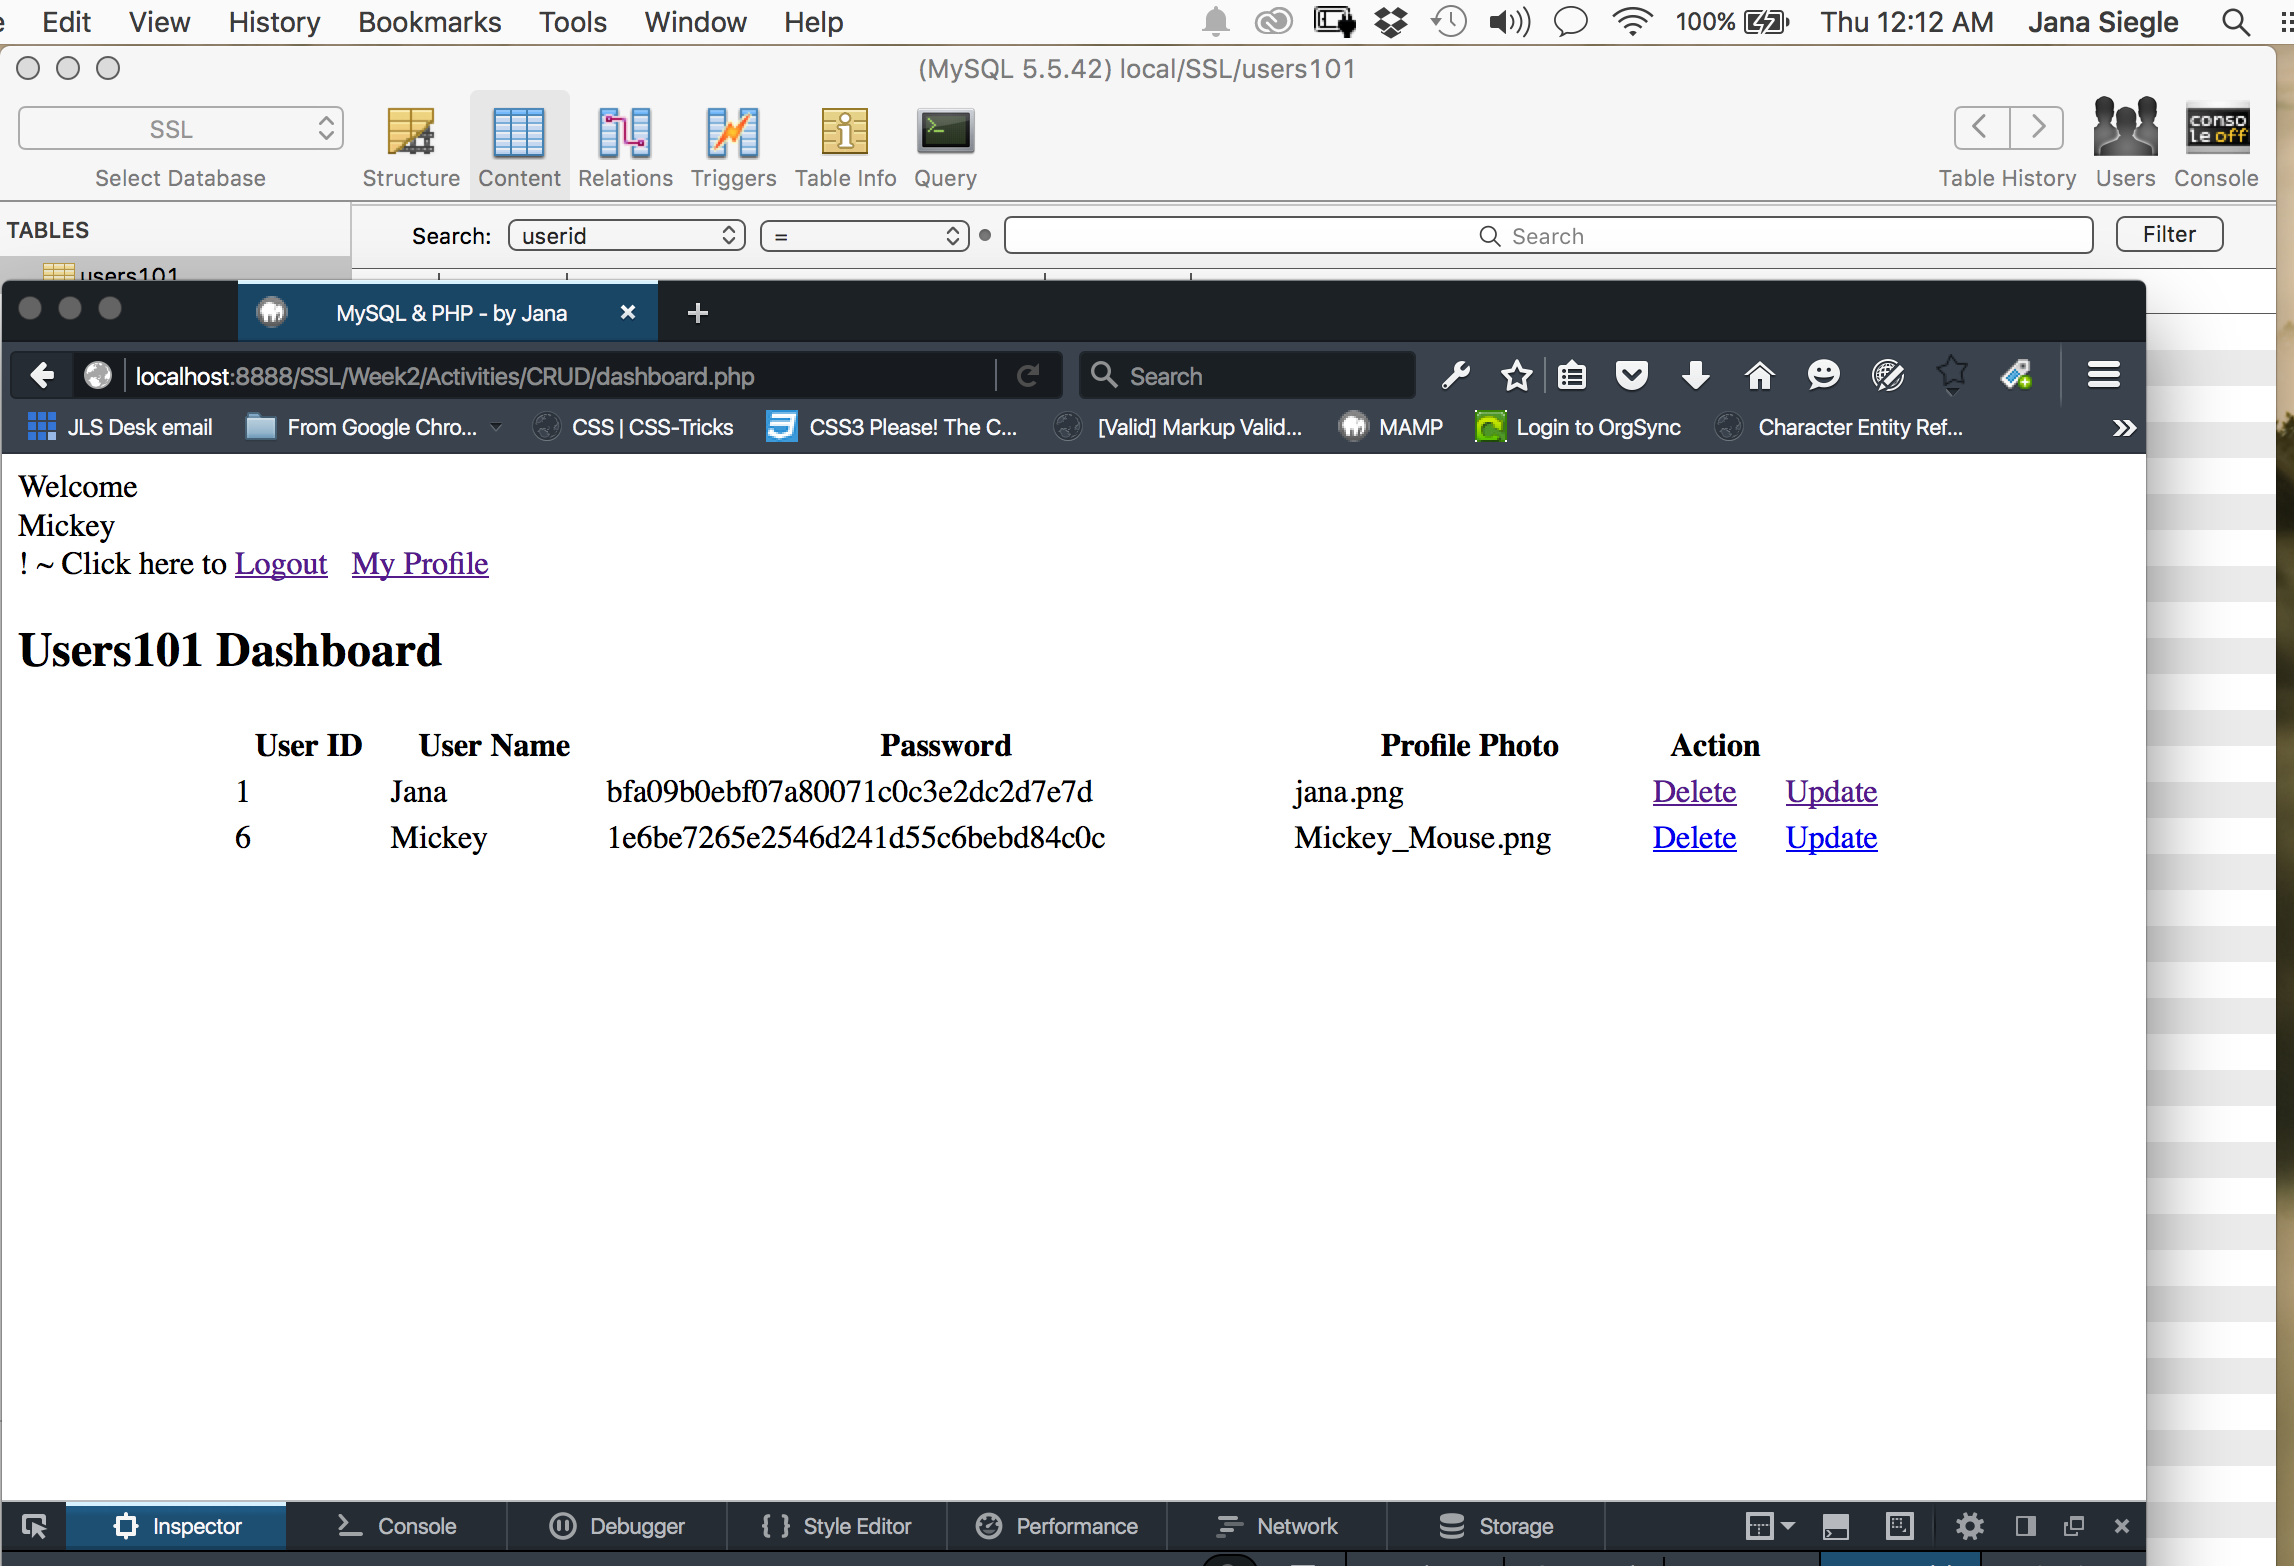 Edit View History Bookmarks Tools Window Help 100% Thu 12:12 AM Jana Siegle
(MySQL 5.5.42) local/SSL/users101
SSL
Select Database Structure Content Relations Triggers Table Info Query Table History Users Console
conso
le off
TABLES
Search: userid = Search Filter
users101
MySQL & PHP - by Jana
localhost:8888/SSL/Week2/Activities/CRUD/dashboard.php Search
JLS Desk email From Google Chro... CSS | CSS-Tricks CSS3 Please! The C... [Valid] Markup Valid... MAMP Login to OrgSync Character Entity Ref...
Welcome
Mickey
! ~ Click here to Logout My Profile
Users101 Dashboard
User ID User Name Password Profile Photo Action
1 Jana bfa09b0ebf07a80071c0c3e2dc2d7e7d jana.png Delete Update
6 Mickey 1e6be7265e2546d241d55c6bebd84c0c Mickey_Mouse.png Delete Update
Inspector Console Debugger Style Editor Performance Network Storage